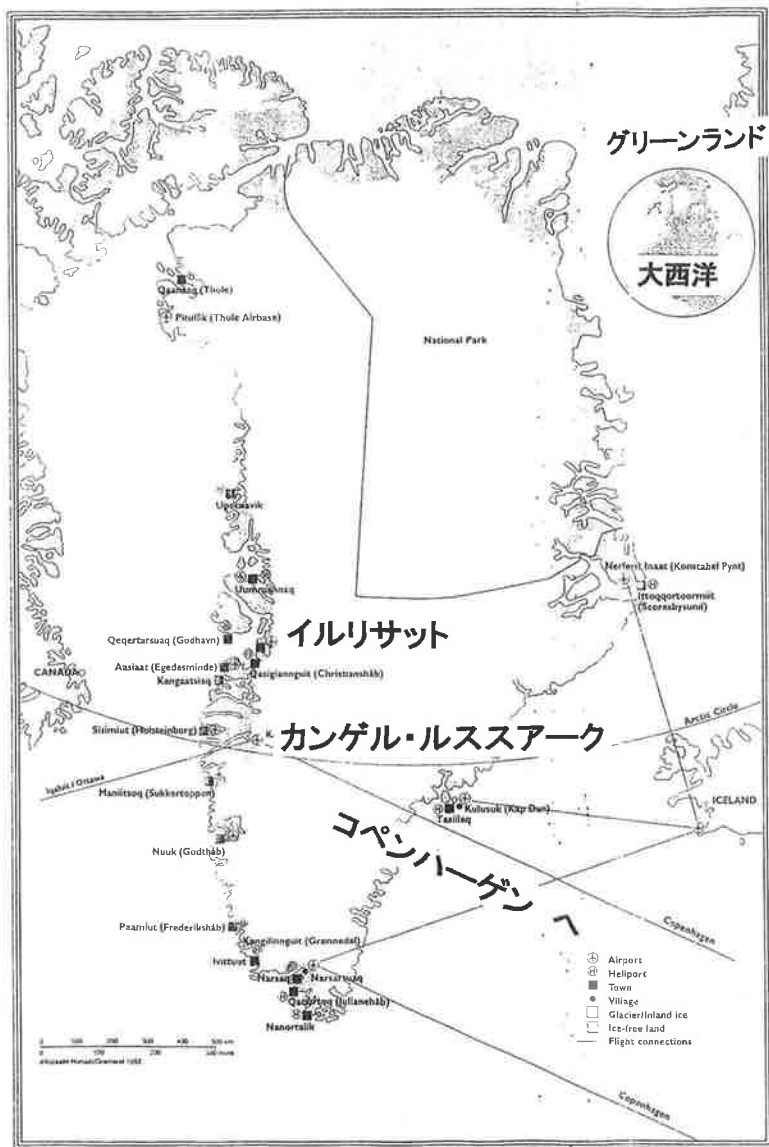 グリーンランド
大西洋
Qaanaaq (Thule)
Pituffik (Thule Airbase)
National Park
Upernavik
Uummannaq
Nerlerit Inaat (Konstabel Pynt)
Ittoqqortoormiit
(Scoresbysund)
Qeqertarsuaq (Godhavn)
イルリサット
CANADA
Aasiaat (Egedesminde)
Qasigiannguit (Christianshåb)
Kangaatsiaq
Sisimiut (Holsteinborg)
K.
カンゲル・ルススアーク
Arctic Circle
Iqaluit / Ottawa
Maniitsoq (Sukkertoppen)
ICELAND
Kulusuk (Kap Dan)
Tasiilaq
コペンハーゲン へ
Nuuk (Godthåb)
Paamiut (Frederikshåb)
Kangilinnguit (Grønnedal)
Copenhagen
Ivittuut
Narsaq
Narsarsuaq
Qaqortoq (Julianehåb)
Nanortalik
Airport
Heliport
Town
Village
Glacier/Inland ice
Ice-free land
Flight connections
Copenhagen